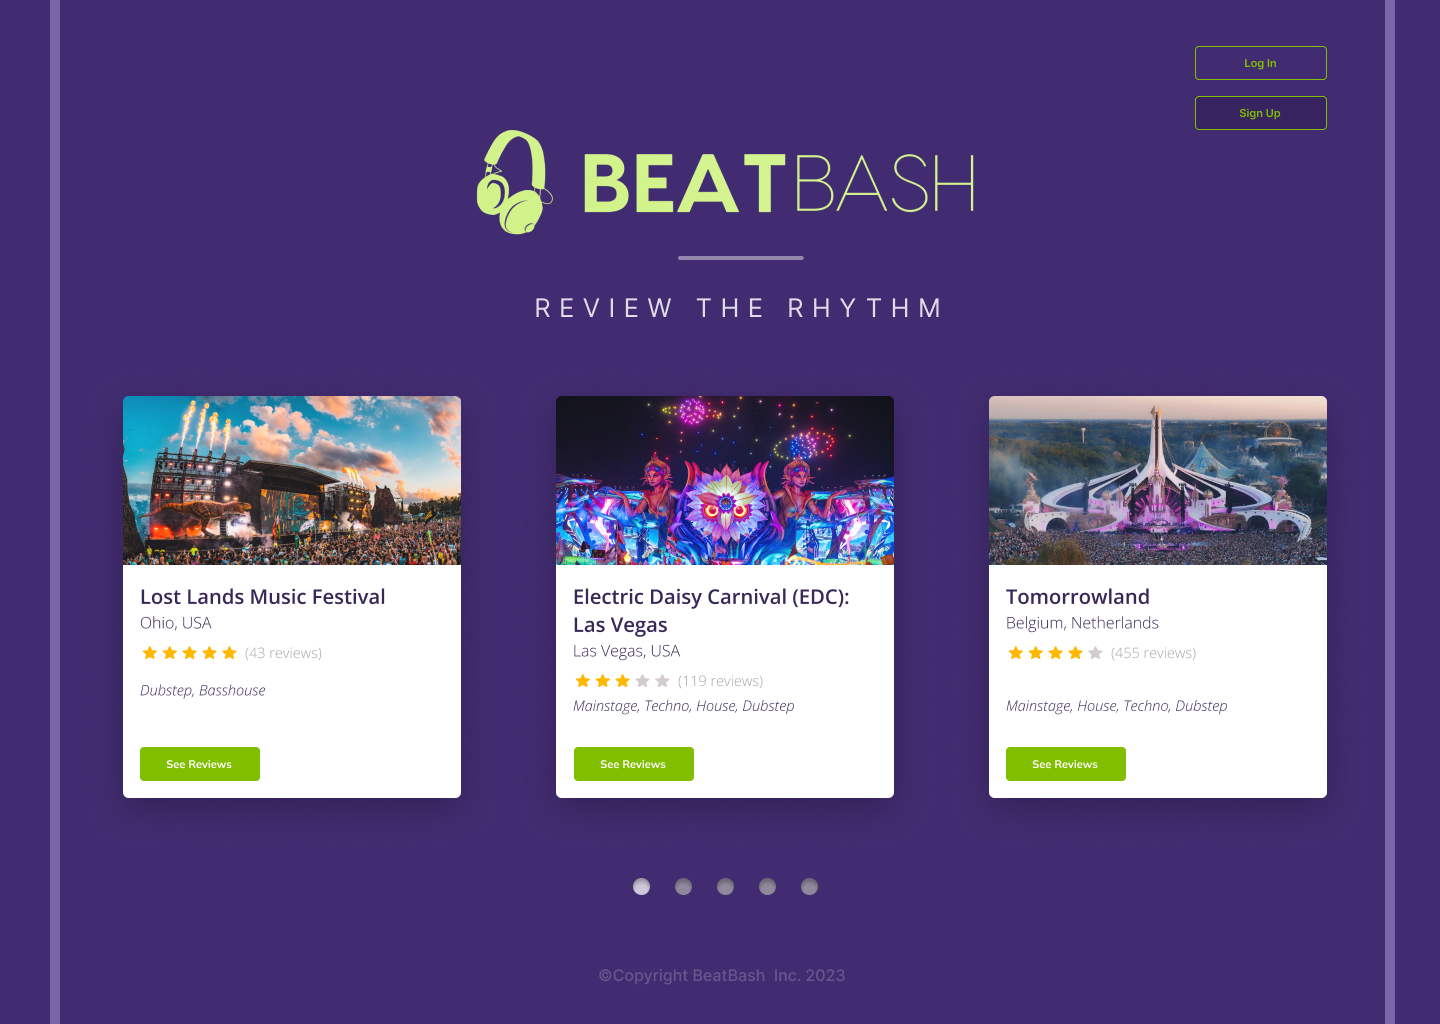 Log In
Sign Up
BEATBASH
REVIEW THE RHYTHM
Lost Lands Music Festival
Ohio, USA
(43 reviews)
Dubstep, Basshouse
See Reviews
Electric Daisy Carnival (EDC):
Las Vegas
Las Vegas, USA
(119 reviews)
Mainstage, Techno, House, Dubstep
See Reviews
Tomorrowland
Belgium, Netherlands
(455 reviews)
Mainstage, House, Techno, Dubstep
See Reviews
©Copyright BeatBash  Inc. 2023